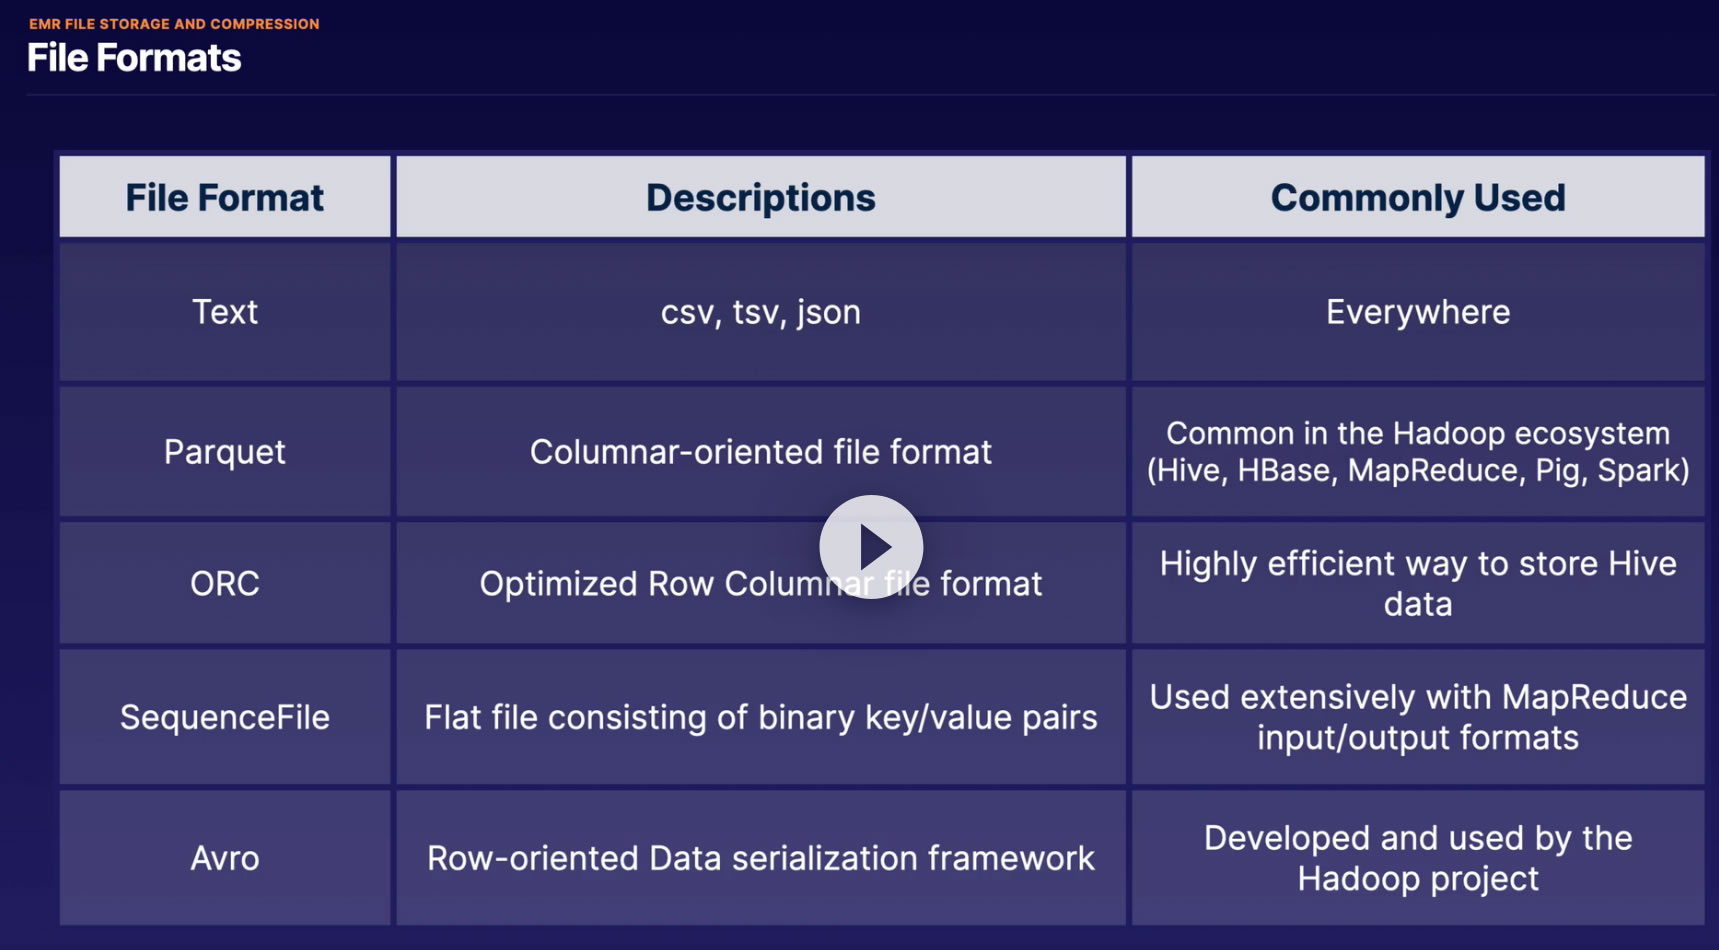 EMR FILE STORAGE AND COMPRESSION
File Formats
File Format
Descriptions
Commonly Used
Text
csv, tsv, json
Everywhere
Parquet
Columnar-oriented file format
Common in the Hadoop ecosystem
(Hive, HBase, MapReduce, Pig, Spark)
ORC
Optimized Row Columnar file format
Highly efficient way to store Hive
data
SequenceFile
Flat file consisting of binary key/value pairs
Used extensively with MapReduce
input/output formats
Avro
Row-oriented Data serialization framework
Developed and used by the
Hadoop project